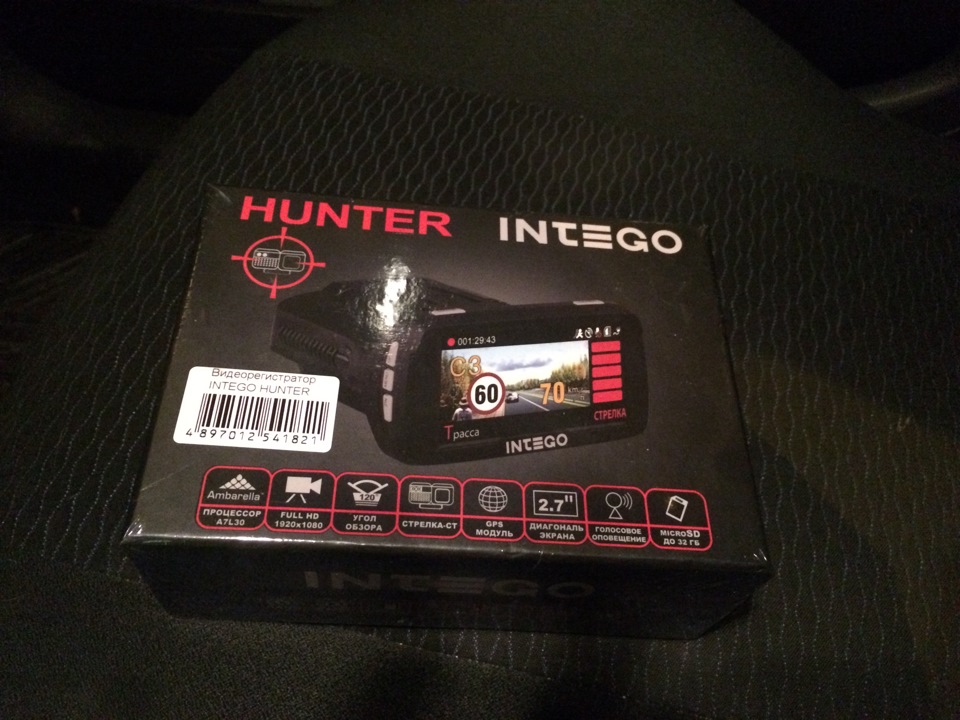 HUNTER INTEGO
001:29:43
C3
60
70
СТРЕЛКА
Трасса
INTEGO
Видеорегистратор
INTEGO HUNTER
4 897012 541821
Ambarella
ПРОЦЕССОР
A7L30
FULL HD
1920x1080
120
УГОЛ
ОБЗОРА
СТРЕЛКА-СТ
GPS
МОДУЛЬ
2.7"
ДИАГОНАЛЬ
ЭКРАНА
ГОЛОСОВОЕ
ОПОВЕЩЕНИЕ
MICROSD
ДО 32 ГБ
INTEGO